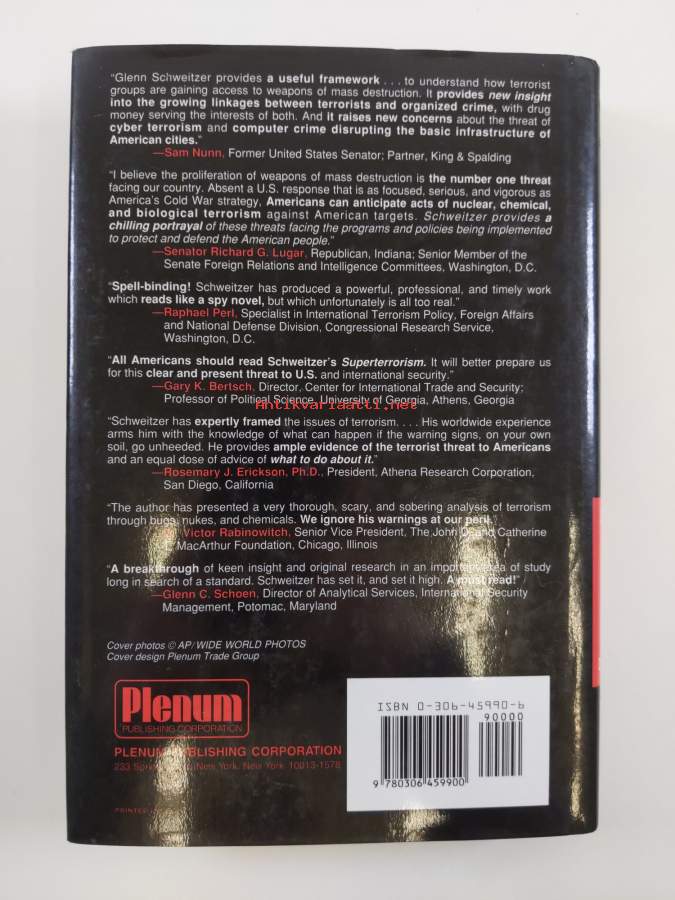 “Glenn Schweitzer provides a useful framework . . . to understand how terrorist
groups are gaining access to weapons of mass destruction. It provides new insight
into the growing linkages between terrorists and organized crime, with drug
money serving the interests of both. And it raises new concerns about the threat of
cyber terrorism and computer crime disrupting the basic infrastructure of
American cities.”
—Sam Nunn, Former United States Senator; Partner, King & Spalding
“I believe the proliferation of weapons of mass destruction is the number one threat
facing our country. Absent a U.S. response that is as focused, serious, and vigorous as
America’s Cold War strategy, Americans can anticipate acts of nuclear, chemical,
and biological terrorism against American targets. Schweitzer provides a
chilling portrayal of these threats facing the programs and policies being implemented
to protect and defend the American people.”
—Senator Richard G. Lugar, Republican, Indiana; Senior Member of the
Senate Foreign Relations and Intelligence Committees, Washington, D.C.
“Spell-binding! Schweitzer has produced a powerful, professional, and timely work
which reads like a spy novel, but which unfortunately is all too real.”
—Raphael Perl, Specialist in International Terrorism Policy, Foreign Affairs
and National Defense Division, Congressional Research Service,
Washington, D.C.
“All Americans should read Schweitzer’s Superterrorism. It will better prepare us
for this clear and present threat to U.S. and international security.”
—Gary K. Bertsch, Director, Center for International Trade and Security;
Professor of Political Science, University of Georgia, Athens, Georgia
Antikvariaatti.net
“Schweitzer has expertly framed the issues of terrorism. . . . His worldwide experience
arms him with the knowledge of what can happen if the warning signs, on your own
soil, go unheeded. He provides ample evidence of the terrorist threat to Americans
and an equal dose of advice of what to do about it.”
—Rosemary J. Erickson, Ph.D., President, Athena Research Corporation,
San Diego, California
“The author has presented a very thorough, scary, and sobering analysis of terrorism
through bugs, nukes, and chemicals. We ignore his warnings at our peril.”
Victor Rabinowitch, Senior Vice President, The John D. and Catherine
T. MacArthur Foundation, Chicago, Illinois
“A breakthrough of keen insight and original research in an important area of study
long in search of a standard. Schweitzer has set it, and set it high. A must read!”
—Glenn C. Schoen, Director of Analytical Services, International Security
Management, Potomac, Maryland
Cover photos © AP/WIDE WORLD PHOTOS
Cover design Plenum Trade Group
Plenum
PUBLISHING CORPORATION
PLENUM PUBLISHING CORPORATION
233 Spring New York, New York 10013-1578
PRINTED
ISBN 0-306-45990-6
90000
9 780306 459900